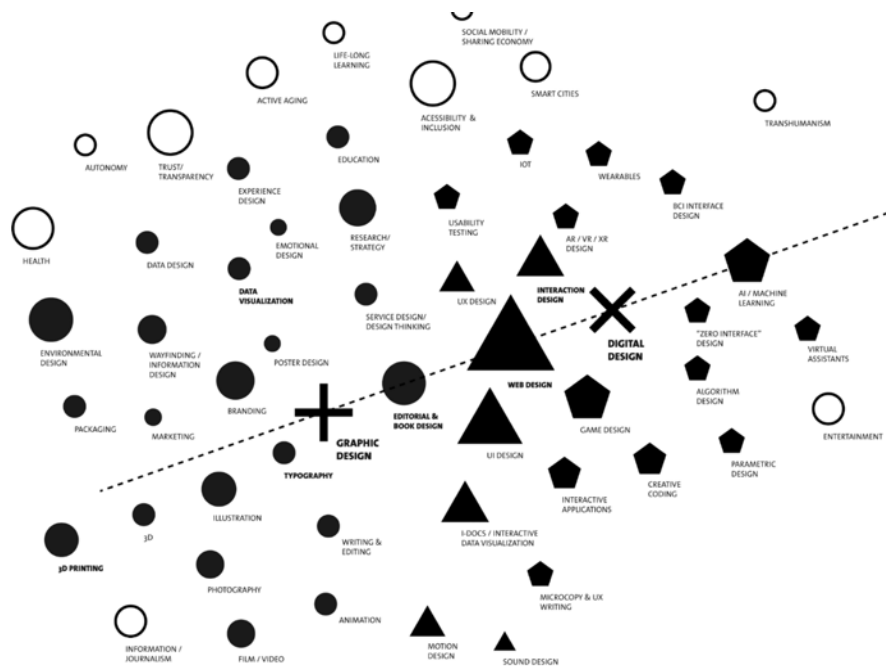 SOCIAL MOBILITY /
SHARING ECONOMY
LIFE-LONG
LEARNING
ACTIVE AGING
SMART CITIES
ACESSIBILITY &
INCLUSION
TRANSHUMANISM
AUTONOMY
TRUST/
TRANSPARENCY
EDUCATION
IOT
WEARABLES
EXPERIENCE
DESIGN
BCI INTERFACE
DESIGN
USABILITY
TESTING
RESEARCH/
STRATEGY
EMOTIONAL
DESIGN
AR / VR / XR
DESIGN
HEALTH
DATA DESIGN
DATA
VISUALIZATION
UX DESIGN
INTERACTION
DESIGN
AI / MACHINE
LEARNING
SERVICE DESIGN/
DESIGN THINKING
ENVIRONMENTAL
DESIGN
WAYFINDING /
INFORMATION
DESIGN
POSTER DESIGN
DIGITAL
DESIGN
"ZERO INTERFACE"
DESIGN
VIRTUAL
ASSISTANTS
WEB DESIGN
BRANDING
EDITORIAL &
BOOK DESIGN
ALGORITHM
DESIGN
PACKAGING
MARKETING
GRAPHIC
DESIGN
GAME DESIGN
ENTERTAINMENT
UI DESIGN
TYPOGRAPHY
PARAMETRIC
DESIGN
CREATIVE
CODING
INTERACTIVE
APPLICATIONS
ILLUSTRATION
3D
I-DOCS / INTERACTIVE
DATA VISUALIZATION
WRITING &
EDITING
3D PRINTING
PHOTOGRAPHY
MICROCOPY & UX
WRITING
ANIMATION
INFORMATION /
JOURNALISM
FILM / VIDEO
MOTION
DESIGN
SOUND DESIGN